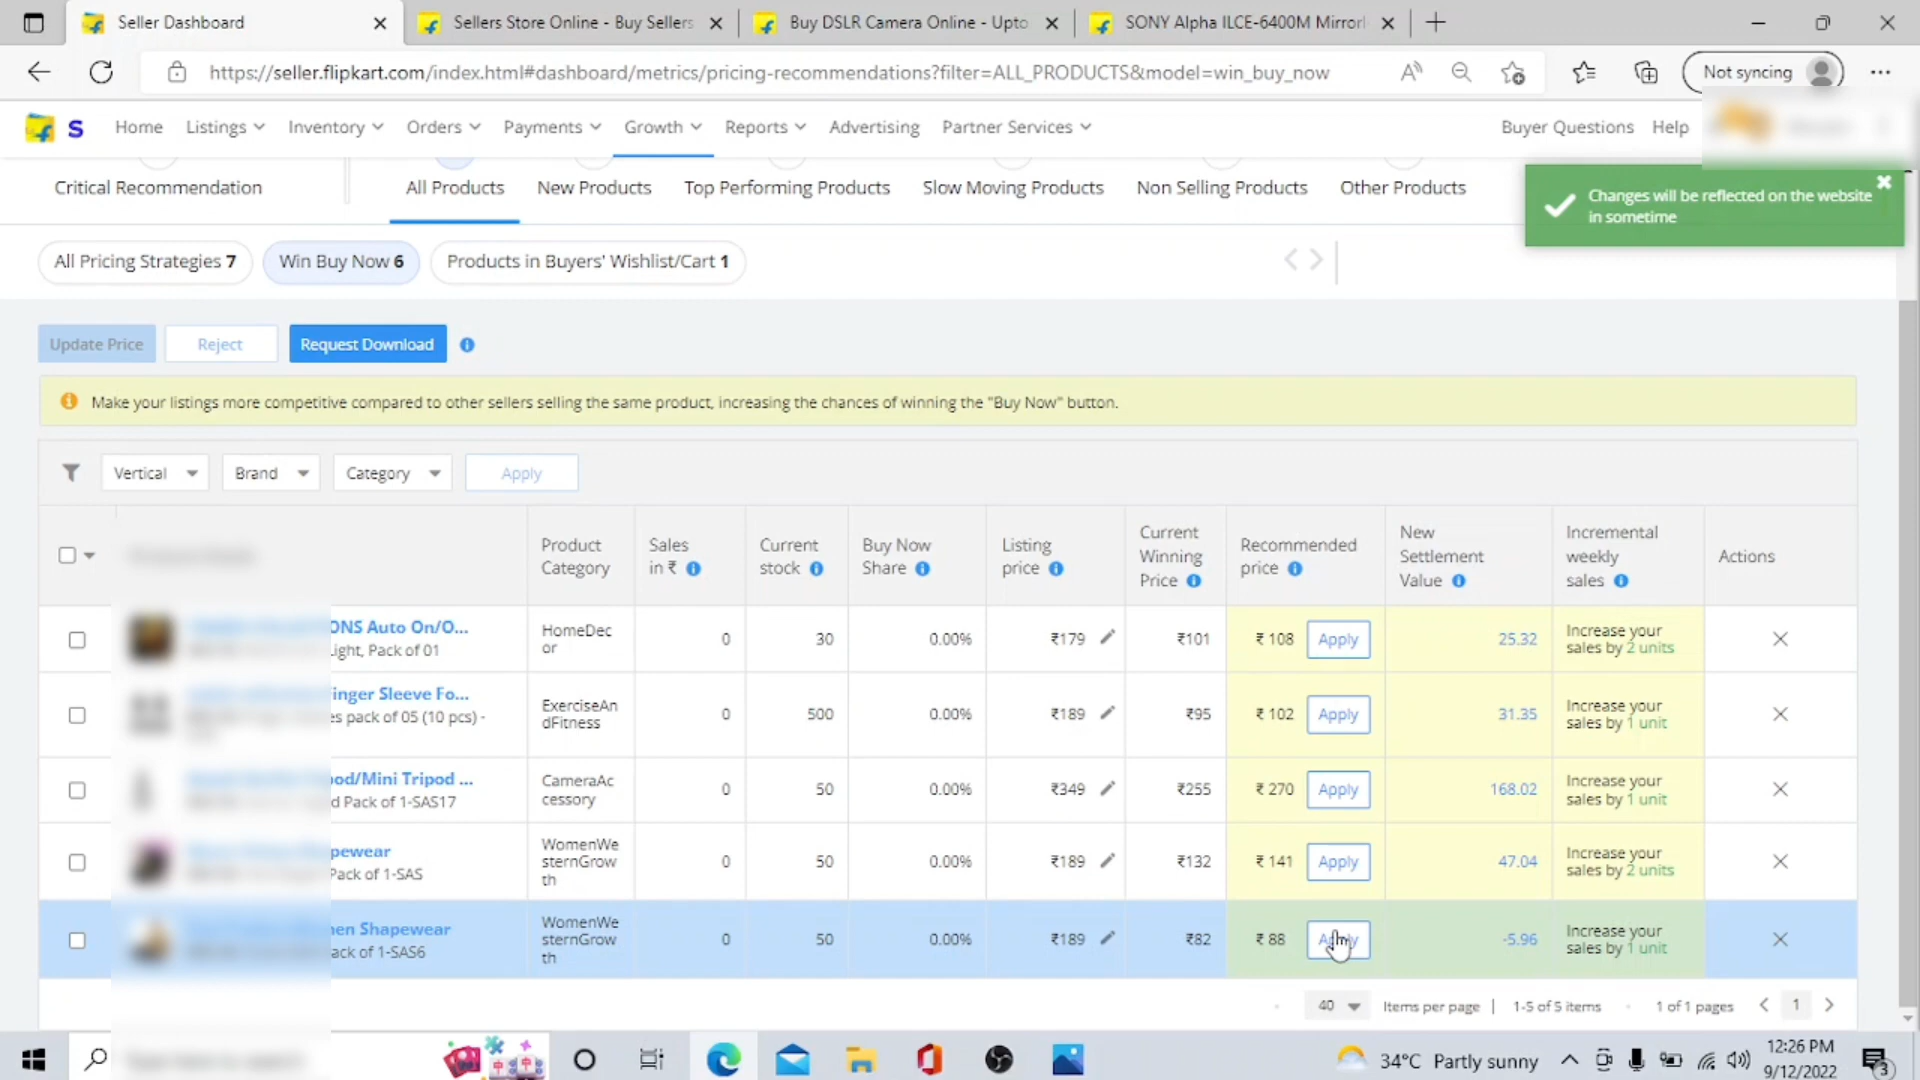 Seller Dashboard
Sellers Store Online - Buy Sellers
Buy DSLR Camera Online - Upto
SONY Alpha ILCE-6400M Mirrorl
https://seller.flipkart.com/index.html#dashboard/metrics/pricing-recommendations?filter=ALL_PRODUCTS&model=win_buy_now
Not syncing
Home Listings Inventory Orders Payments Growth Reports Advertising Partner Services Buyer Questions Help
Critical Recommendation All Products New Products Top Performing Products Slow Moving Products Non Selling Products Other Products
Changes will be reflected on the website
in sometime
All Pricing Strategies 7 Win Buy Now 6 Products in Buyers' Wishlist/Cart 1
Update Price Reject Request Download
Make your listings more competitive compared to other sellers selling the same product, increasing the chances of winning the "Buy Now" button.
Vertical Brand Category Apply
Product
Category
Sales
in ₹
Current
stock
Buy Now
Share
Listing
price
Current
Winning
Price
Recommended
price
New
Settlement
Value
Incremental
weekly
sales
Actions
ONS Auto On/O...
ight, Pack of 01
HomeDec
or
0 30 0.00% ₹179 ₹101 ₹ 108 Apply 25.32
Increase your
sales by 2 units
inger Sleeve Fo...
es pack of 05 (10 pcs) -
ExerciseAn
dFitness
0 500 0.00% ₹189 ₹95 ₹ 102 Apply 31.35
Increase your
sales by 1 unit
od/Mini Tripod ...
d Pack of 1-SAS17
CameraAc
cessory
0 50 0.00% ₹349 ₹255 ₹ 270 Apply 168.02
Increase your
sales by 1 unit
pewear
Pack of 1-SAS
WomenWe
sternGrow
th
0 50 0.00% ₹189 ₹132 ₹ 141 Apply 47.04
Increase your
sales by 2 units
en Shapewear
ack of 1-SAS6
WomenWe
sternGrow
th
0 50 0.00% ₹189 ₹82 ₹ 88 Apply -5.96
Increase your
sales by 1 unit
40 Items per page | 1-5 of 5 items 1 of 1 pages 1
34°C Partly sunny
12:26 PM
9/12/2022
3